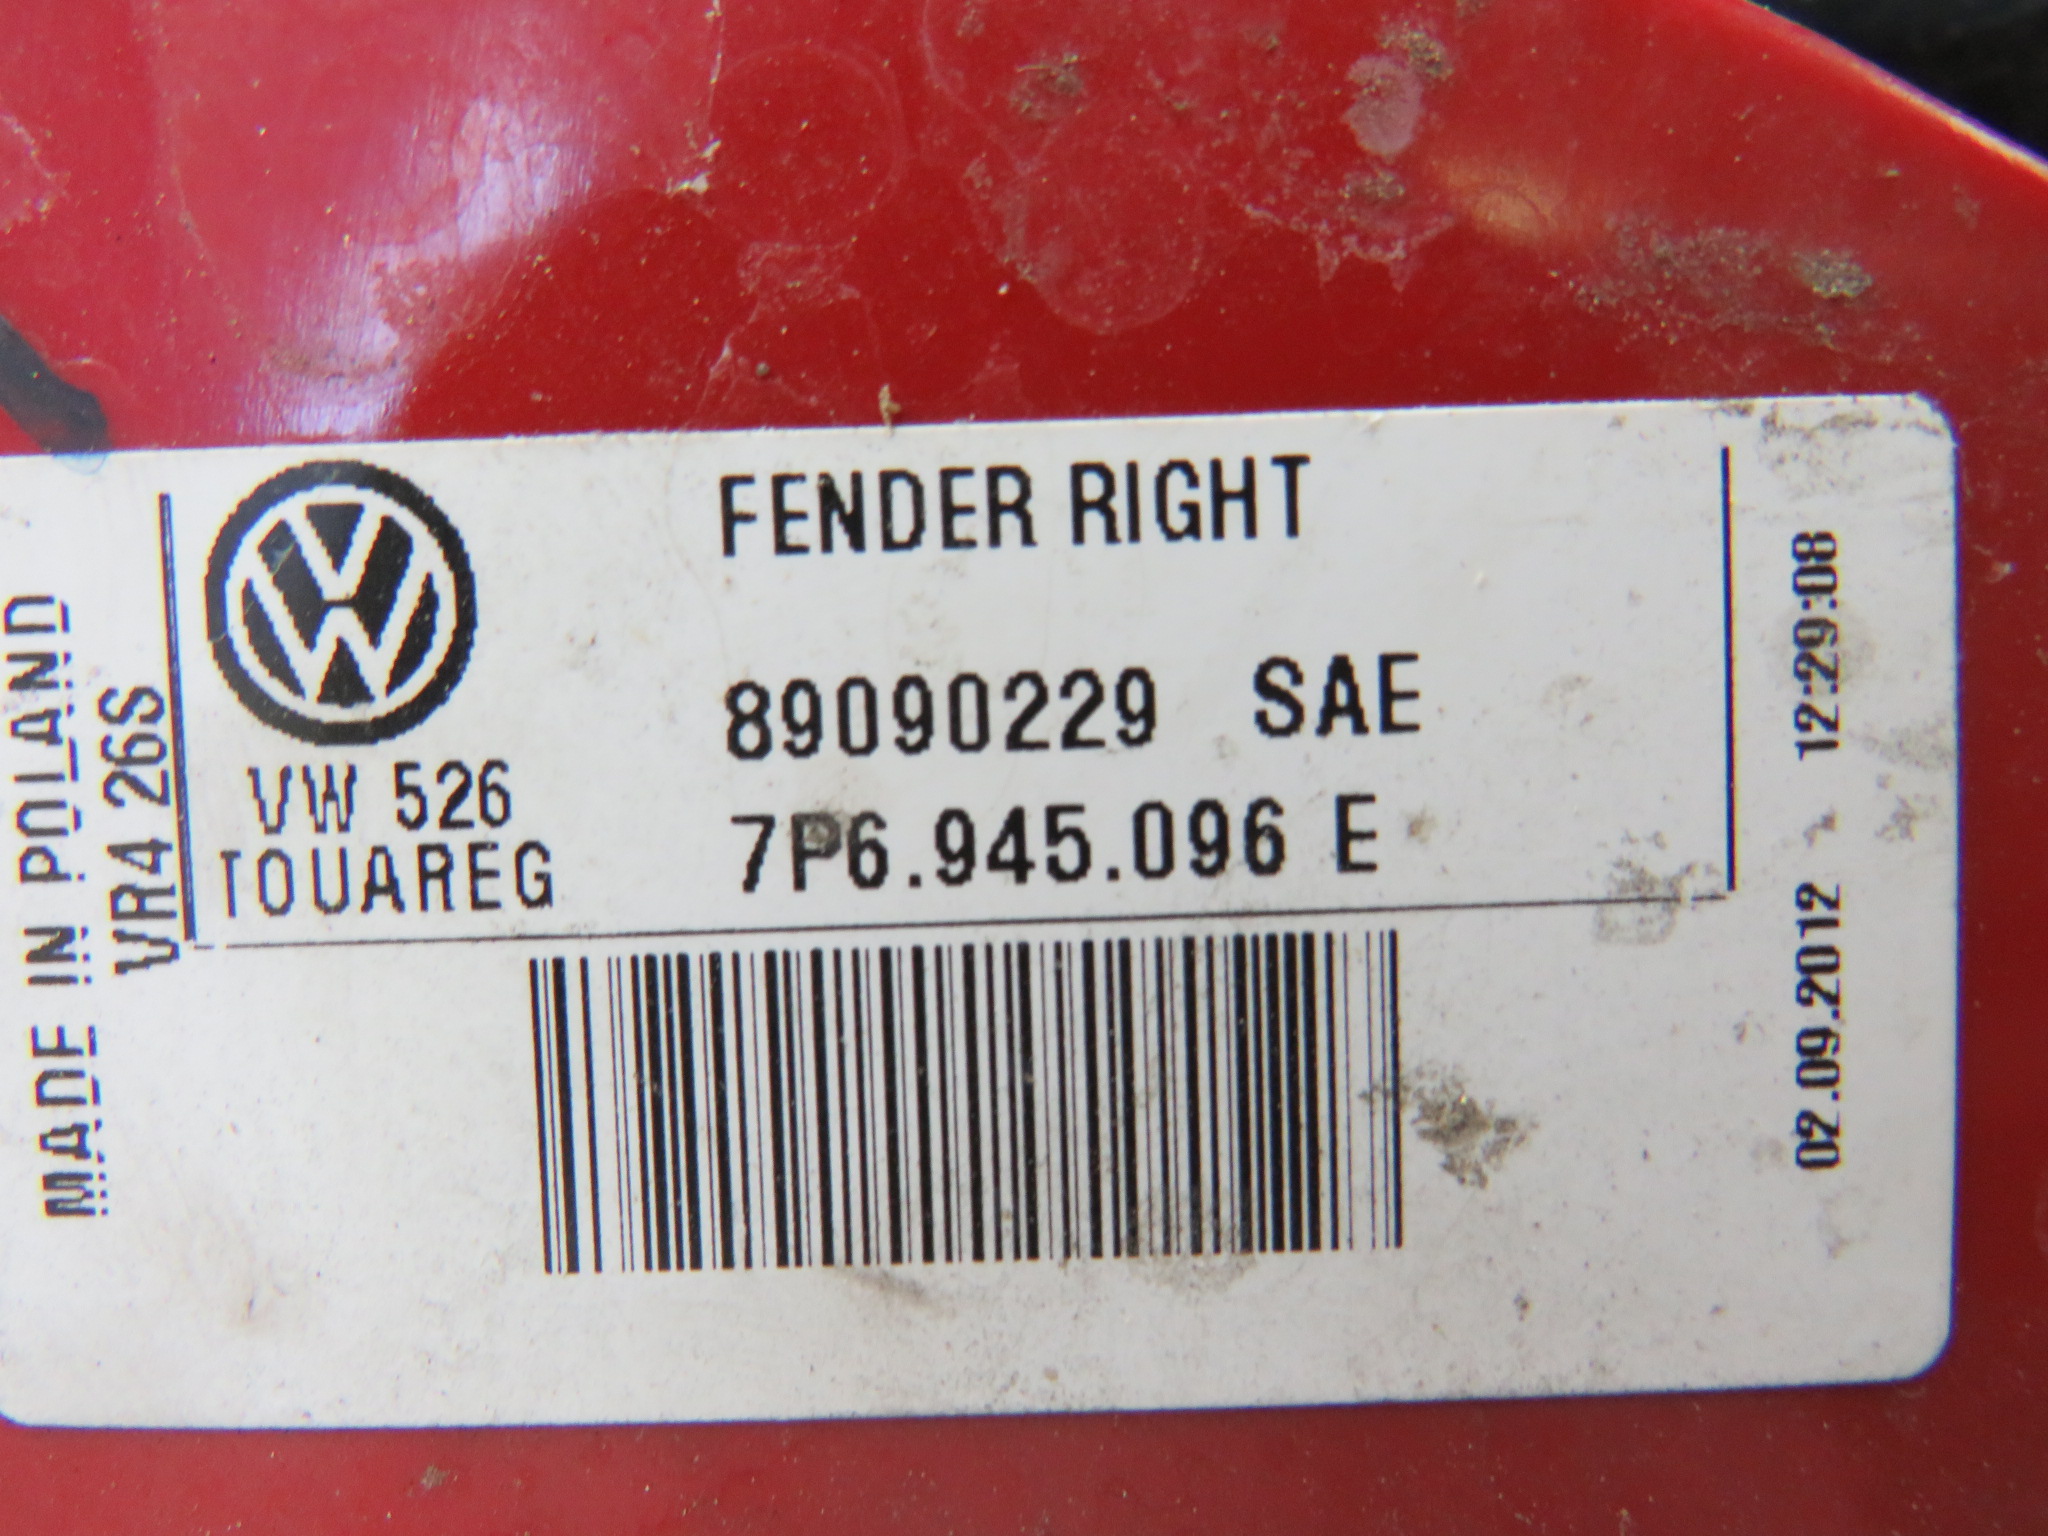 MADE IN POLAND
VR4 26S
VW 526
TOUAREG
FENDER RIGHT
89090229 SAE
7P6.945.096 E
02.09.2012 12:29:08